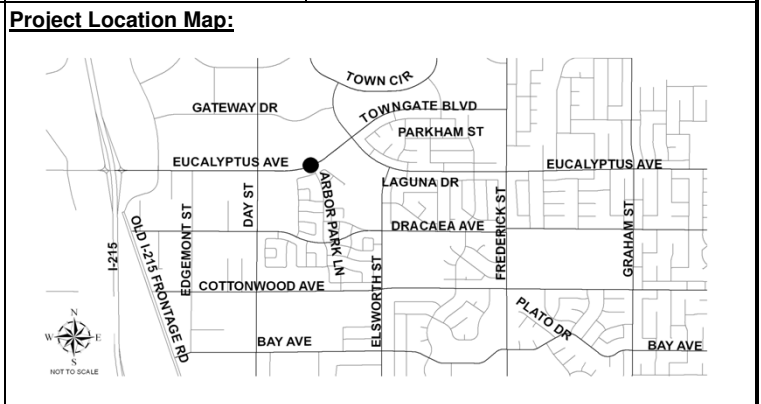 Project Location Map:
TOWN CIR
GATEWAY DR
TOWNGATE BLVD
PARKHAM ST
EUCALYPTUS AVE
EUCALYPTUS AVE
LAGUNA DR
ARBOR PARK LN
DAY ST
EDGEMONT ST
FREDERICK ST
GRAHAM ST
DRACAEA AVE
I-215
OLD I-215 FRONTAGE RD
ELSWORTH ST
COTTONWOOD AVE
PLATO DR
BAY AVE
BAY AVE
N
W E
S
NOT TO SCALE